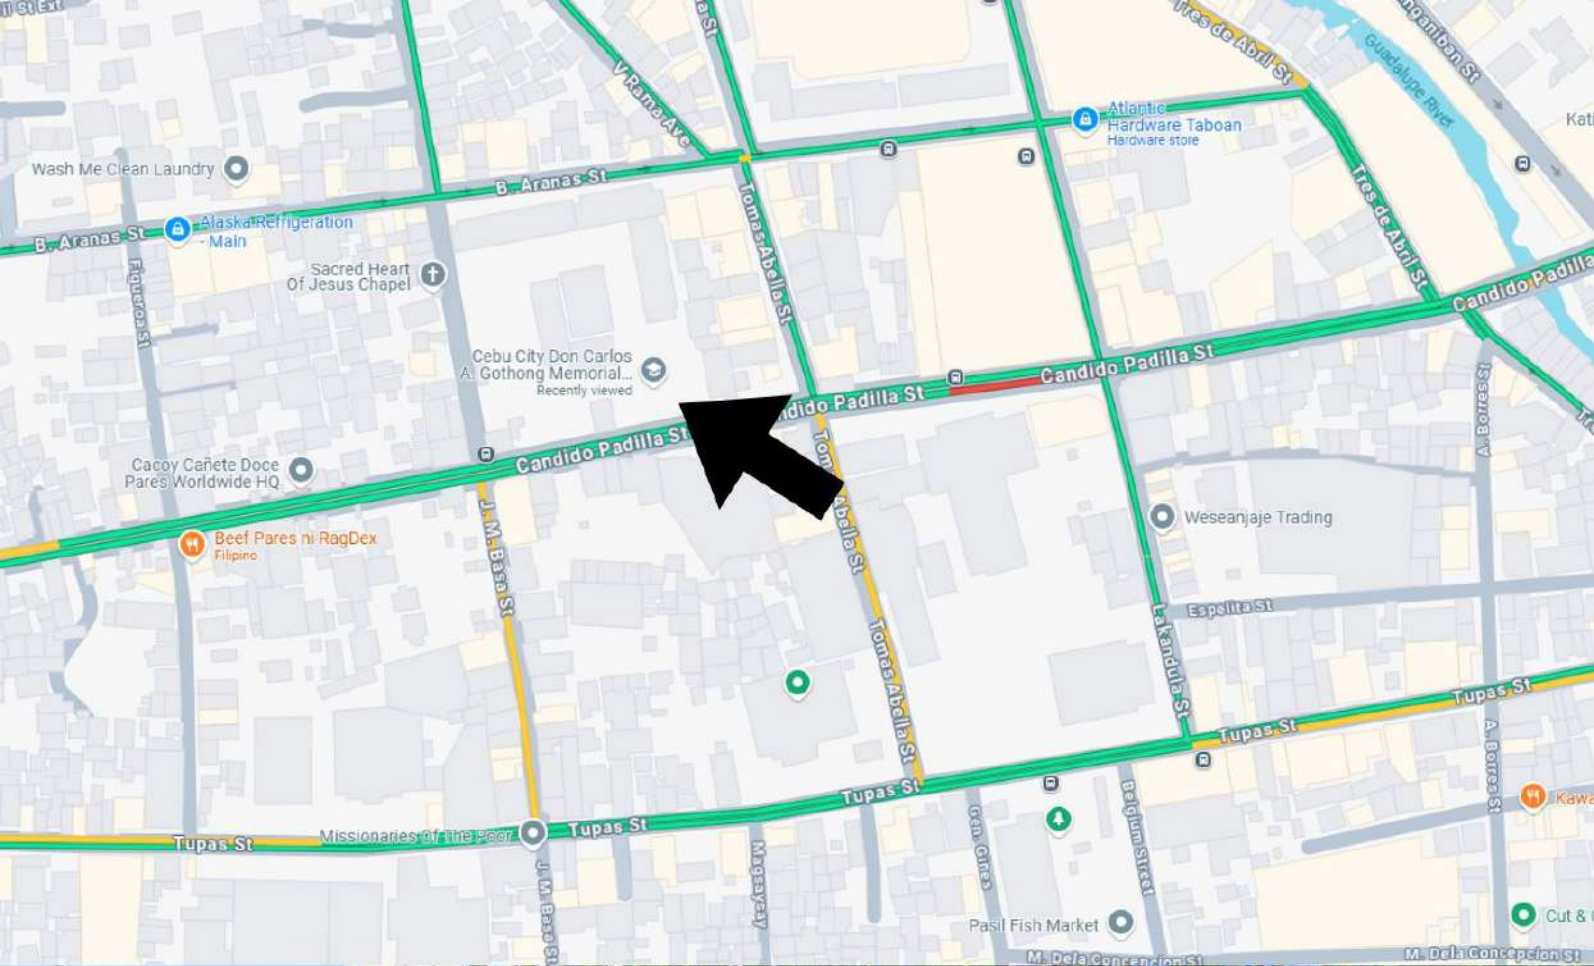 il St Ext
Tres de Abril St
Guadalupe River
V Rama Ave
Atlantic
Hardware Taboan
Hardware store
Wash Me Clean Laundry
B. Aranas St
Tomas Abella St
Tres de Abril St
Alaska Refrigeration
- Main
B. Aranas St
Figueroa St
Sacred Heart
Of Jesus Chapel
Candido Padilla
Cebu City Don Carlos
A. Gothong Memorial...
Recently viewed
Candido Padilla St
ndido Padilla St
A. Borres St
Candido Padilla St
Cacoy Cañete Doce
Pares Worldwide HQ
J. M. Basa St
Abella St
Weseanjaje Trading
Beef Pares ni RagDex
Filipino
Espelita St
Lakandula St
Tomas Abella St
Tupas St
Tupas St
A. Borres St
Tupas St
Tupas St
Missionaries Of The Poor
Tupas St
Gen. Gines
Belgium Street
Magsaysay
J. M. Basa St
Pasil Fish Market
Cut &
M. Dela Concepcion St
M. Dela Concepcion St